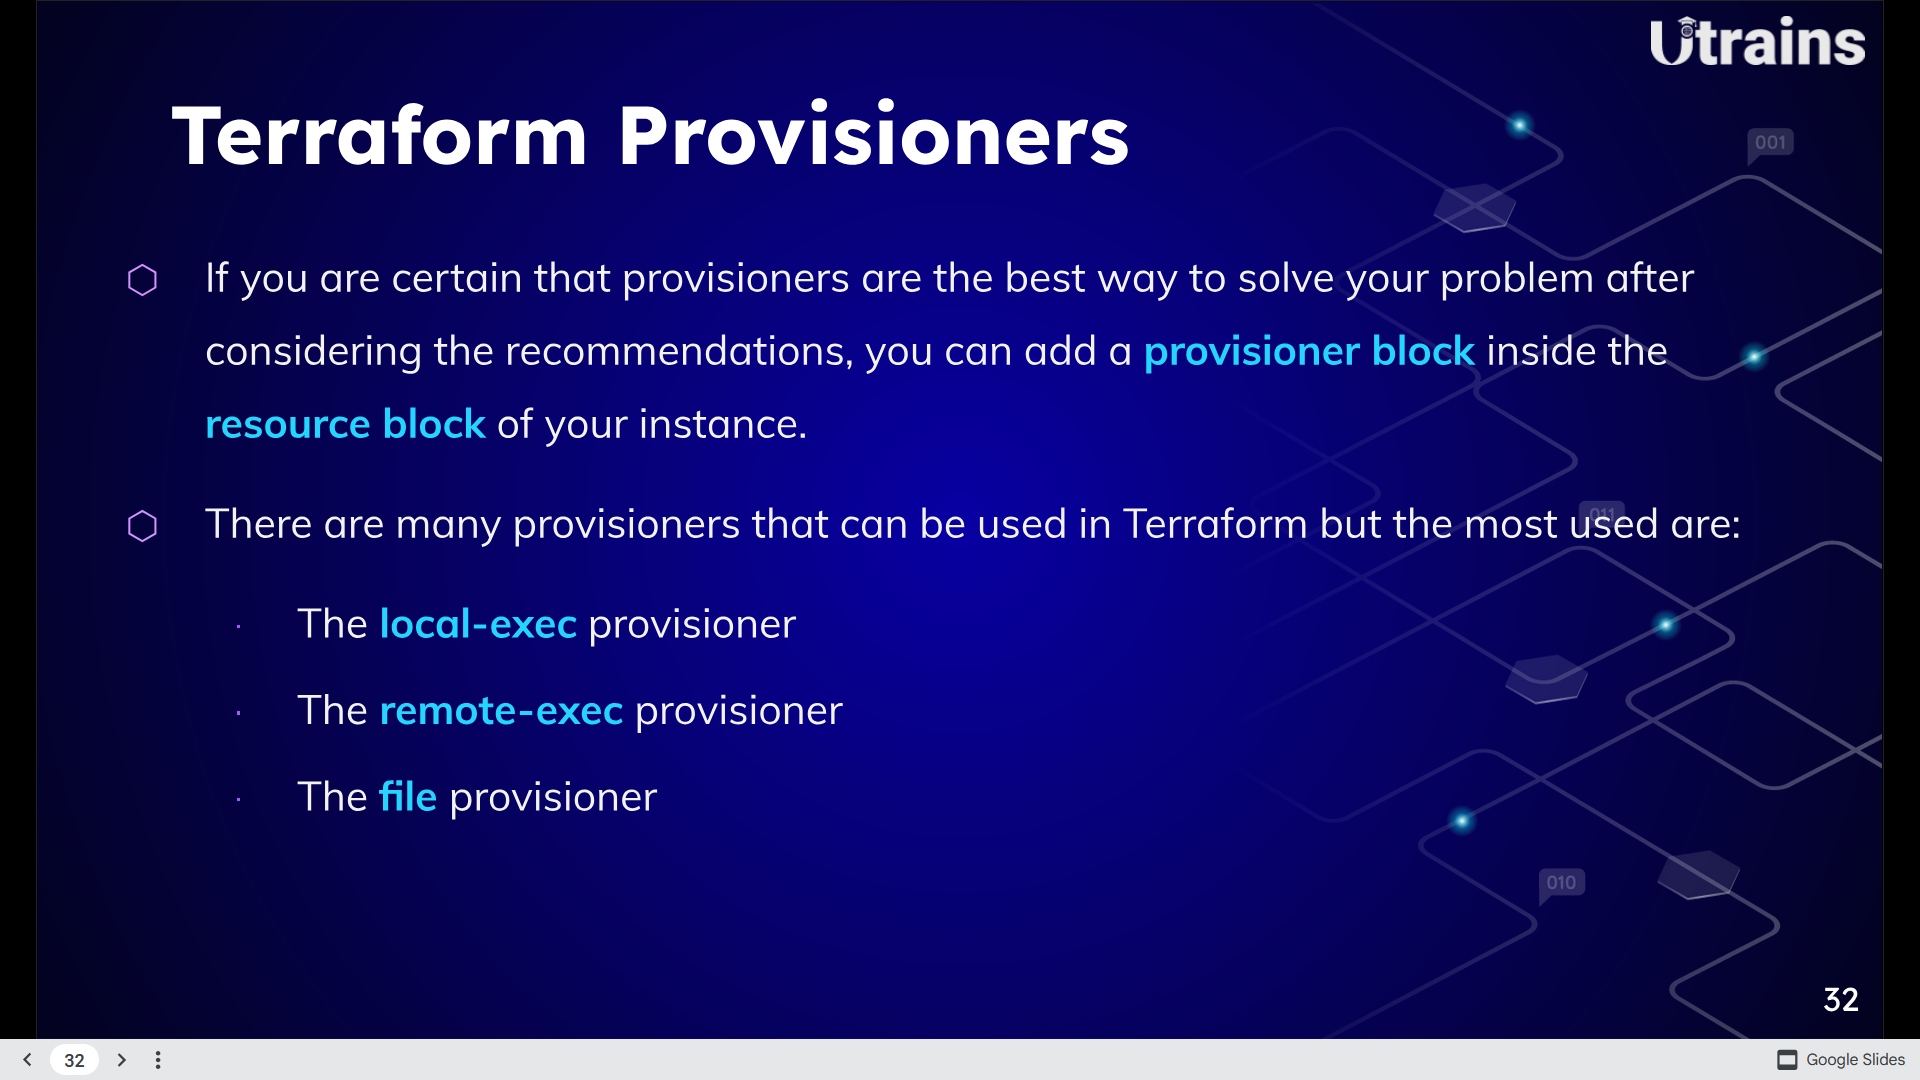 Utrains
Terraform Provisioners
001
If you are certain that provisioners are the best way to solve your problem after
considering the recommendations, you can add a provisioner block inside the
resource block of your instance.
011
There are many provisioners that can be used in Terraform but the most used are:
The local-exec provisioner
The remote-exec provisioner
The file provisioner
010
32
32
Google Slides